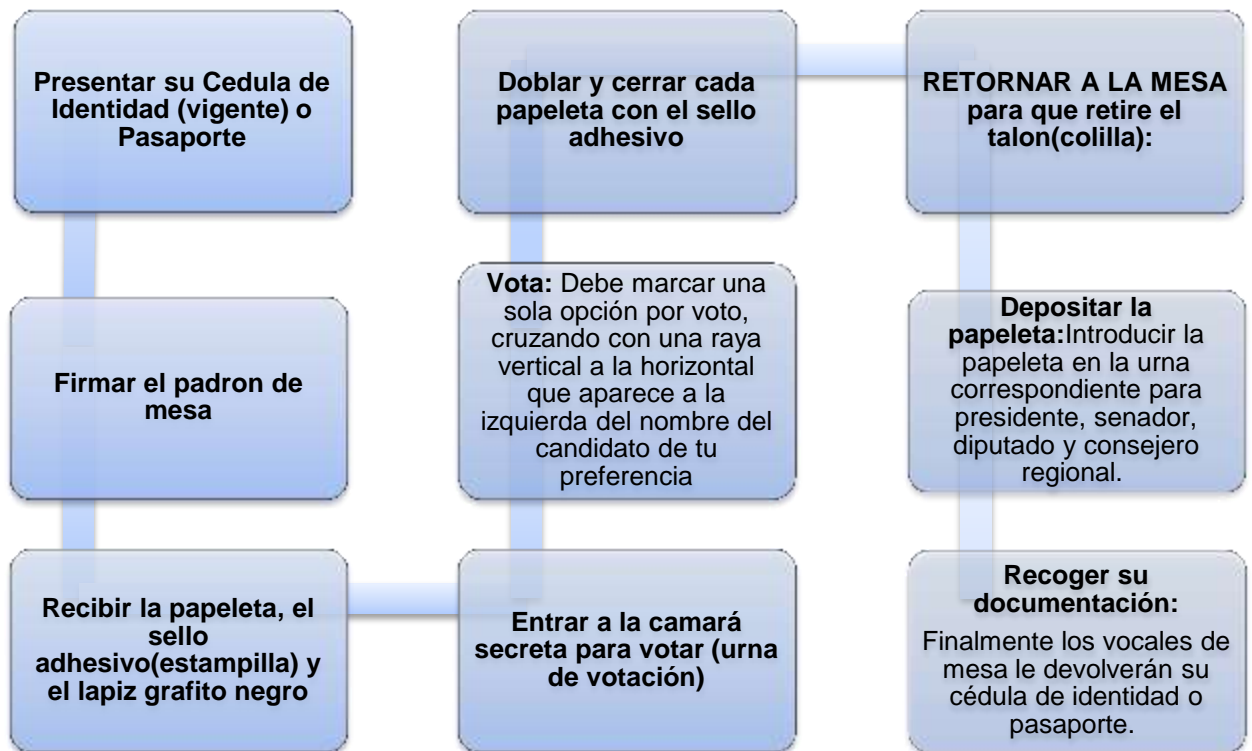 Presentar su Cedula de
Identidad (vigente) o
Pasaporte
Firmar el padron de
mesa
Recibir la papeleta, el
sello
adhesivo(estampilla) y
el lapiz grafito negro
Entrar a la camará
secreta para votar (urna
de votación)
Vota: Debe marcar una
sola opción por voto,
cruzando con una raya
vertical a la horizontal
que aparece a la
izquierda del nombre del
candidato de tu
preferencia
Doblar y cerrar cada
papeleta con el sello
adhesivo
RETORNAR A LA MESA
para que retire el
talon(colilla):
Depositar la
papeleta:Introducir la
papeleta en la urna
correspondiente para
presidente, senador,
diputado y consejero
regional.
Recoger su
documentación:
Finalmente los vocales de
mesa le devolverán su
cédula de identidad o
pasaporte.